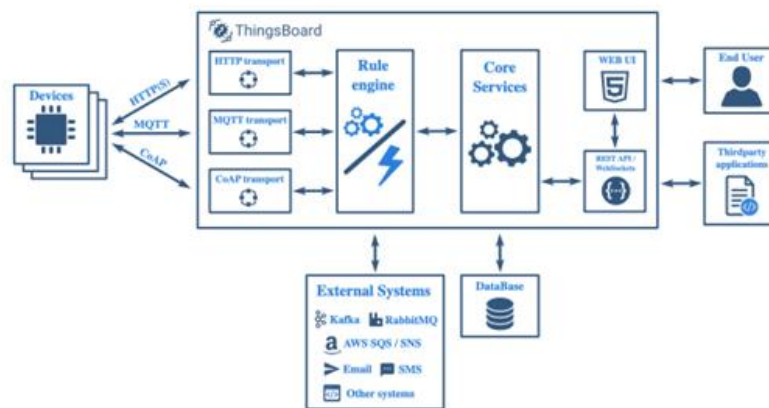 ThingsBoard
Devices
HTTP(S)
MQTT
CoAP
HTTP transport
MQTT transport
CoAP transport
Rule
engine
Core
Services
WEB UI
REST API /
WebSockets
End User
Thirdparty
applications
External Systems
Kafka
RabbitMQ
AWS SQS / SNS
Email
SMS
Other systems
DataBase